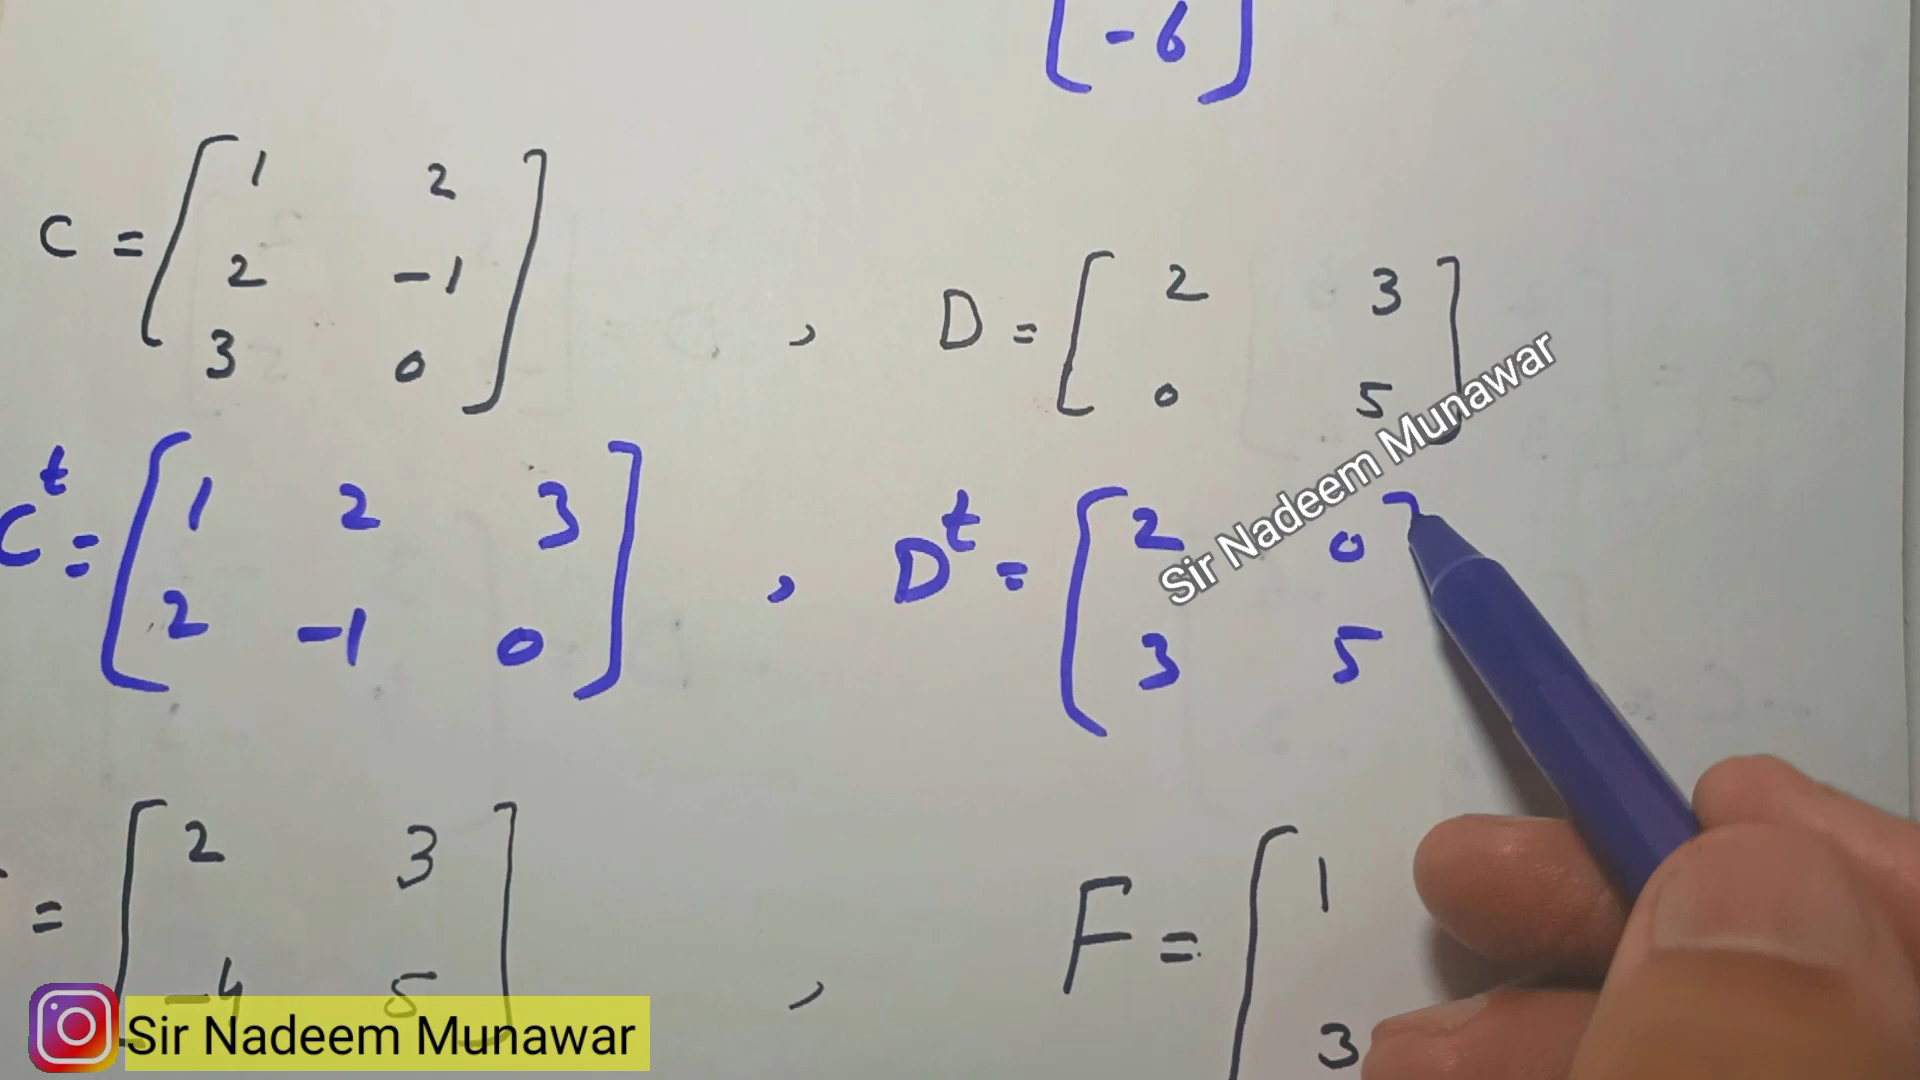 [-6]
C = [1 2
2 -1
3 0] , D = [2 3
0 5]
Sir Nadeem Munawar
C^t = [1 2 3
2 -1 0] , D^t = [2 0
3 5
= [2 3
-4 5] , F = [1
3
Sir Nadeem Munawar